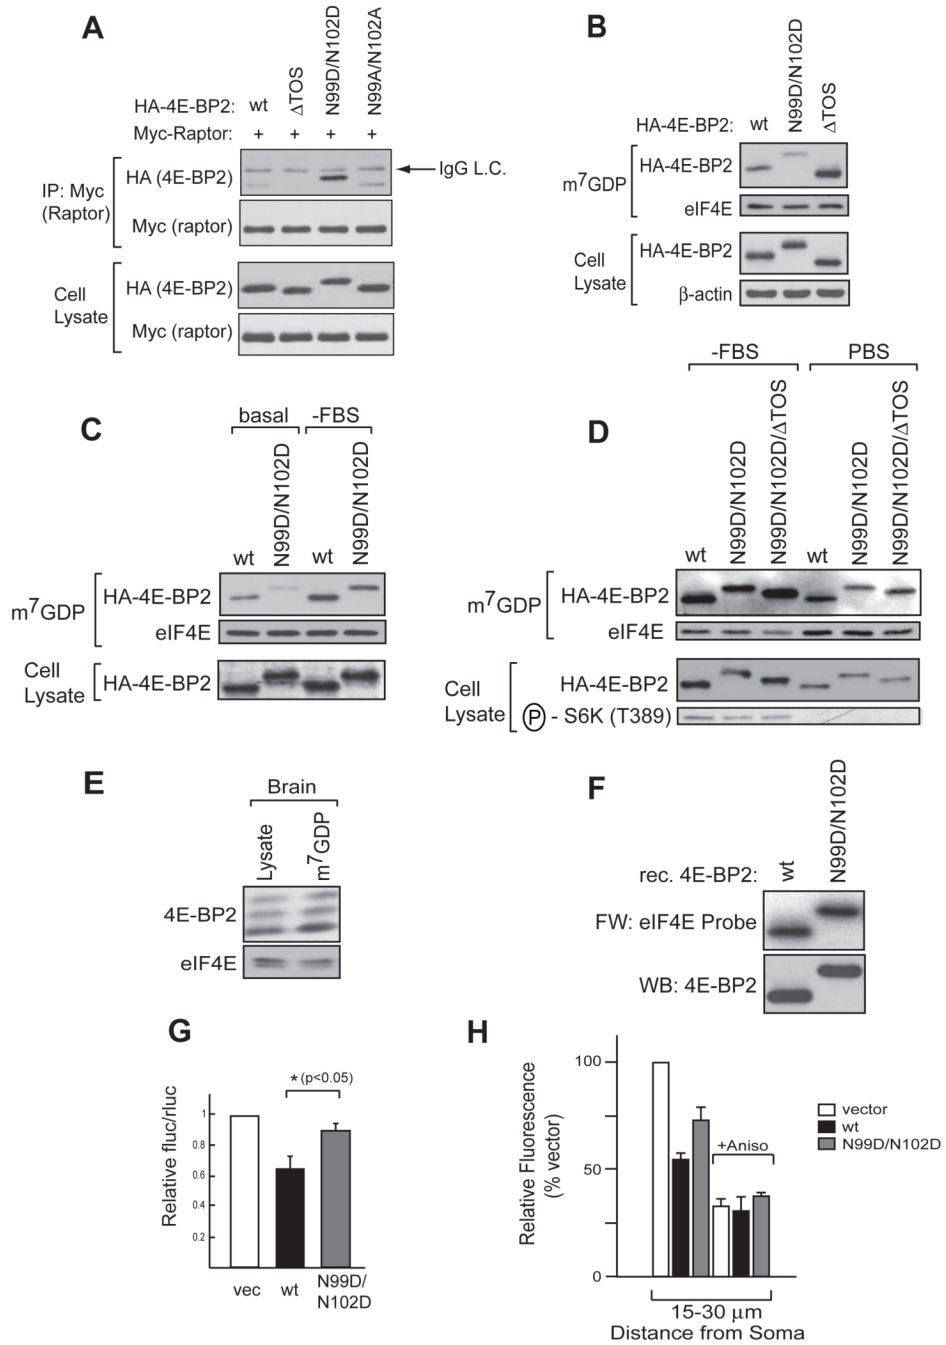 A
HA-4E-BP2: wt ΔTOS N99D/N102D N99A/N102A
Myc-Raptor: + + + +
IP: Myc (Raptor)
HA (4E-BP2)
IgG L.C.
Myc (raptor)
Cell Lysate
HA (4E-BP2)
Myc (raptor)
B
HA-4E-BP2: wt N99D/N102D ΔTOS
m7GDP
HA-4E-BP2
eIF4E
Cell Lysate
HA-4E-BP2
β-actin
C
basal -FBS
wt N99D/N102D wt N99D/N102D
m7GDP
HA-4E-BP2
eIF4E
Cell Lysate
HA-4E-BP2
D
-FBS PBS
wt N99D/N102D N99D/N102D/ΔTOS wt N99D/N102D N99D/N102D/ΔTOS
m7GDP
HA-4E-BP2
eIF4E
Cell Lysate
HA-4E-BP2
P - S6K (T389)
E
Brain
Lysate m7GDP
4E-BP2
eIF4E
F
rec. 4E-BP2: wt N99D/N102D
FW: eIF4E Probe
WB: 4E-BP2
G
* (p<0.05)
Relative fluc/rluc
1
0.8
0.6
0.4
0.2
vec wt N99D/
N102D
H
Relative Fluorescence
(% vector)
100
50
0
+Aniso
vector
wt
N99D/N102D
15-30 µm
Distance from Soma